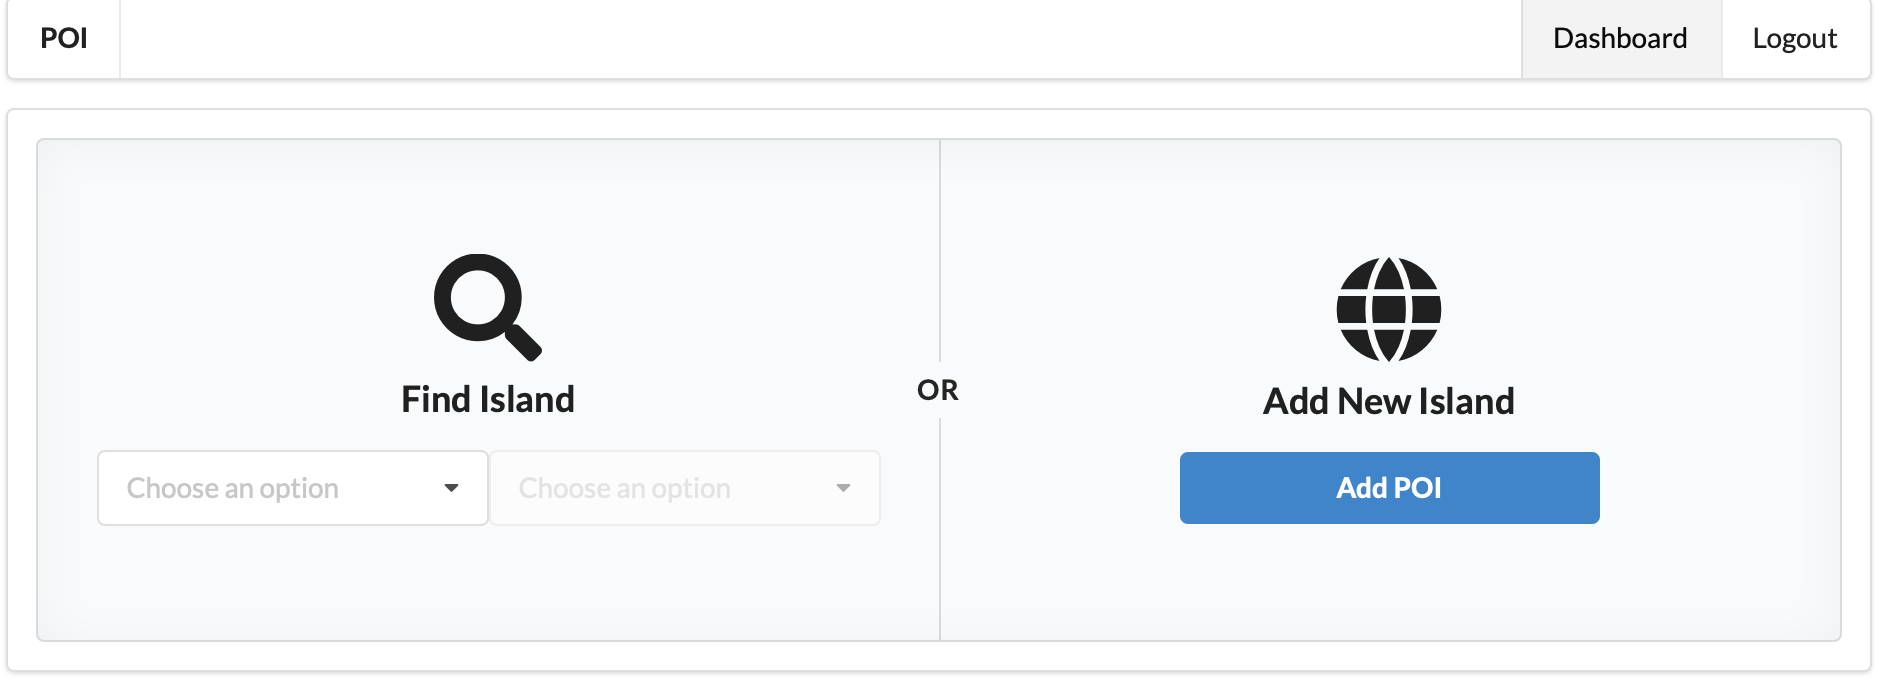 POI
Dashboard
Logout
Find Island
Choose an option
Choose an option
OR
Add New Island
Add POI